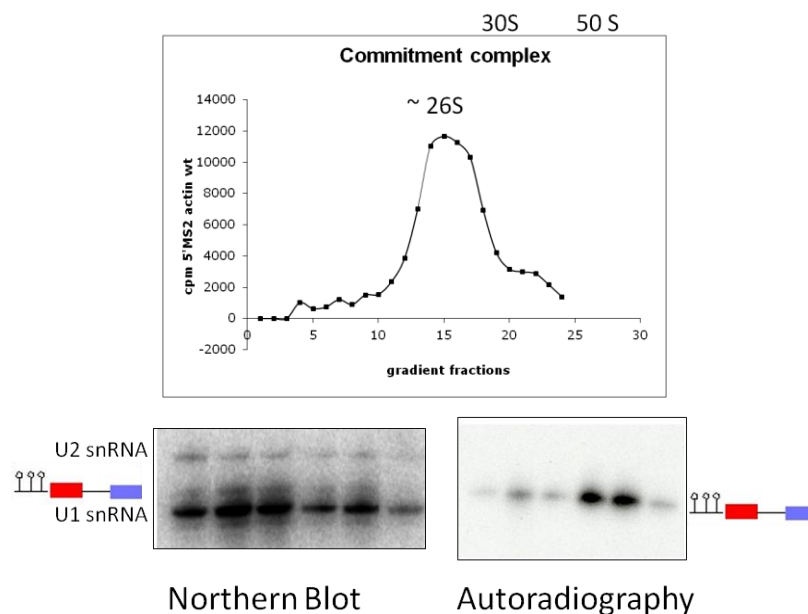 30S 50 S
Commitment complex
~ 26S
14000
12000
10000
8000
6000
4000
2000
0
-2000
0 5 10 15 20 25 30
cpm 5'MS2 actin wt
gradient fractions
U2 snRNA
U1 snRNA
Northern Blot Autoradiography